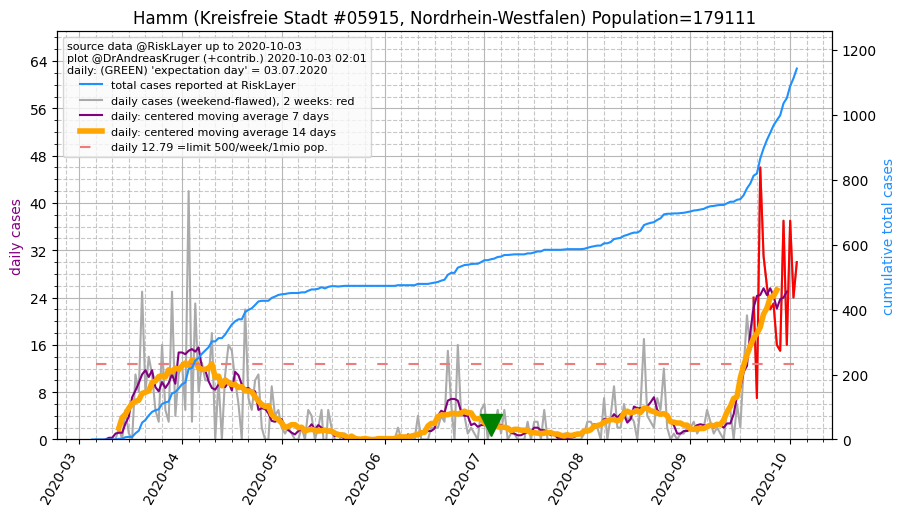 Hamm (Kreisfreie Stadt #05915, Nordrhein-Westfalen) Population=179111
source data @RiskLayer up to 2020-10-03
plot @DrAndreasKruger (+contrib.) 2020-10-03 02:01
daily: (GREEN) 'expectation day' = 03.07.2020
total cases reported at RiskLayer
daily cases (weekend-flawed), 2 weeks: red
daily: centered moving average 7 days
daily: centered moving average 14 days
daily 12.79 =limit 500/week/1mio pop.
daily cases
64
56
48
40
32
24
16
8
0
1200
1000
800
600
400
200
0
cumulative total cases
2020-03
2020-04
2020-05
2020-06
2020-07
2020-08
2020-09
2020-10